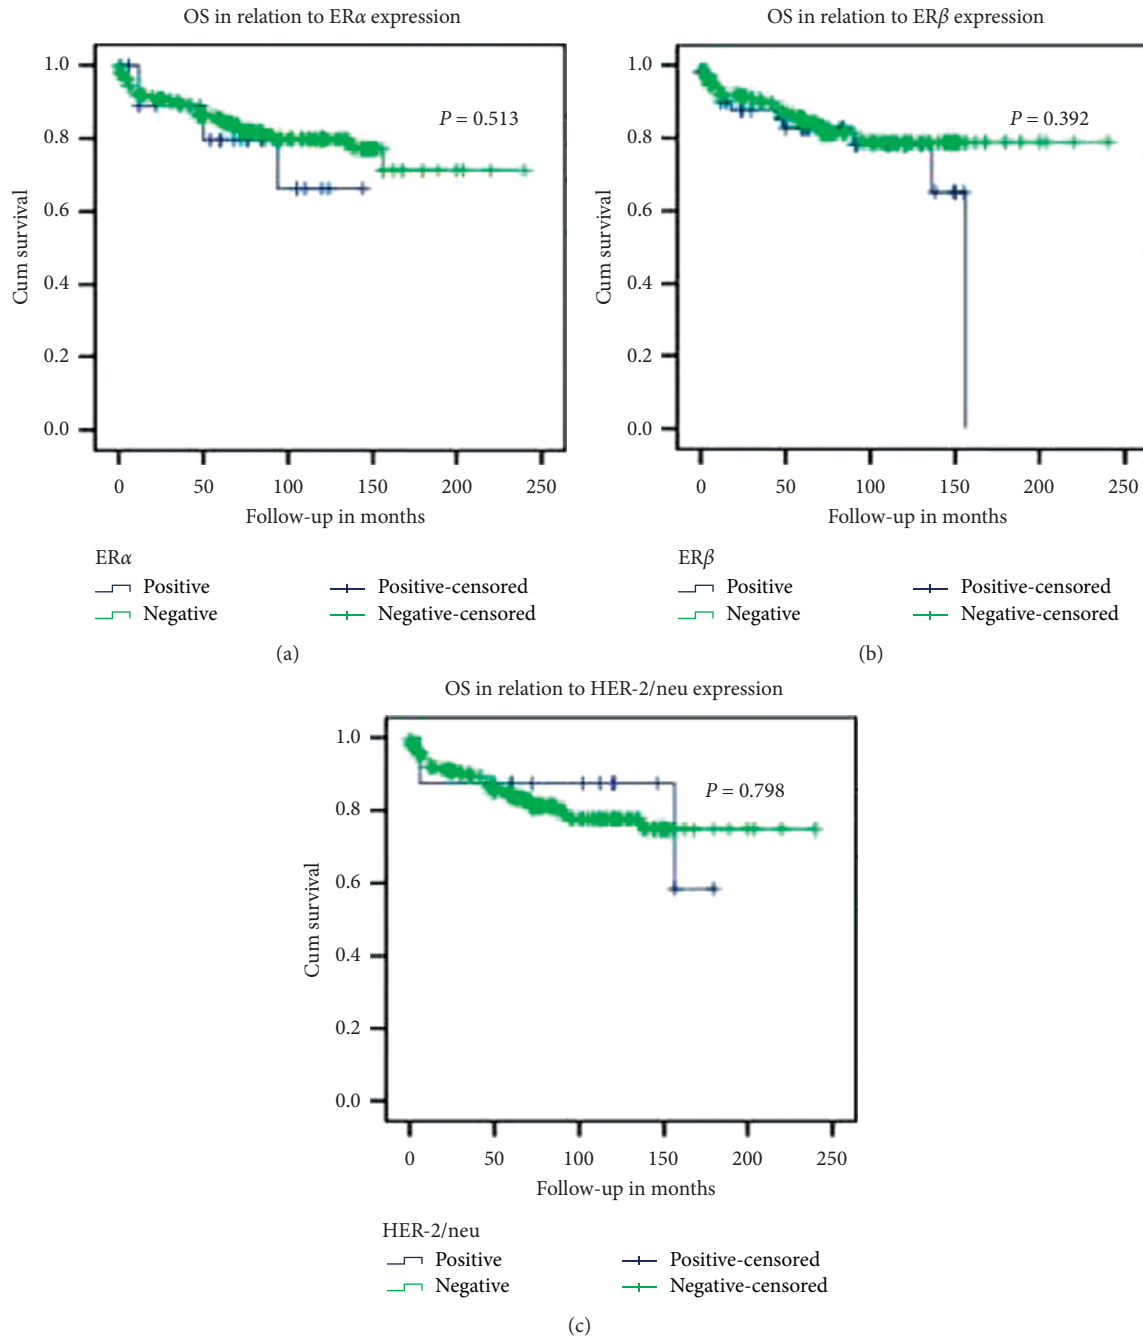 OS in relation to ERα expression
1.0
0.8
0.6
0.4
0.2
0.0
Cum survival
P = 0.513
0 50 100 150 200 250
Follow-up in months
ERα
Positive Positive-censored
Negative Negative-censored
(a)
OS in relation to ERβ expression
1.0
0.8
0.6
0.4
0.2
0.0
Cum survival
P = 0.392
0 50 100 150 200 250
Follow-up in months
ERβ
Positive Positive-censored
Negative Negative-censored
(b)
OS in relation to HER-2/neu expression
1.0
0.8
0.6
0.4
0.2
0.0
Cum survival
P = 0.798
0 50 100 150 200 250
Follow-up in months
HER-2/neu
Positive Positive-censored
Negative Negative-censored
(c)